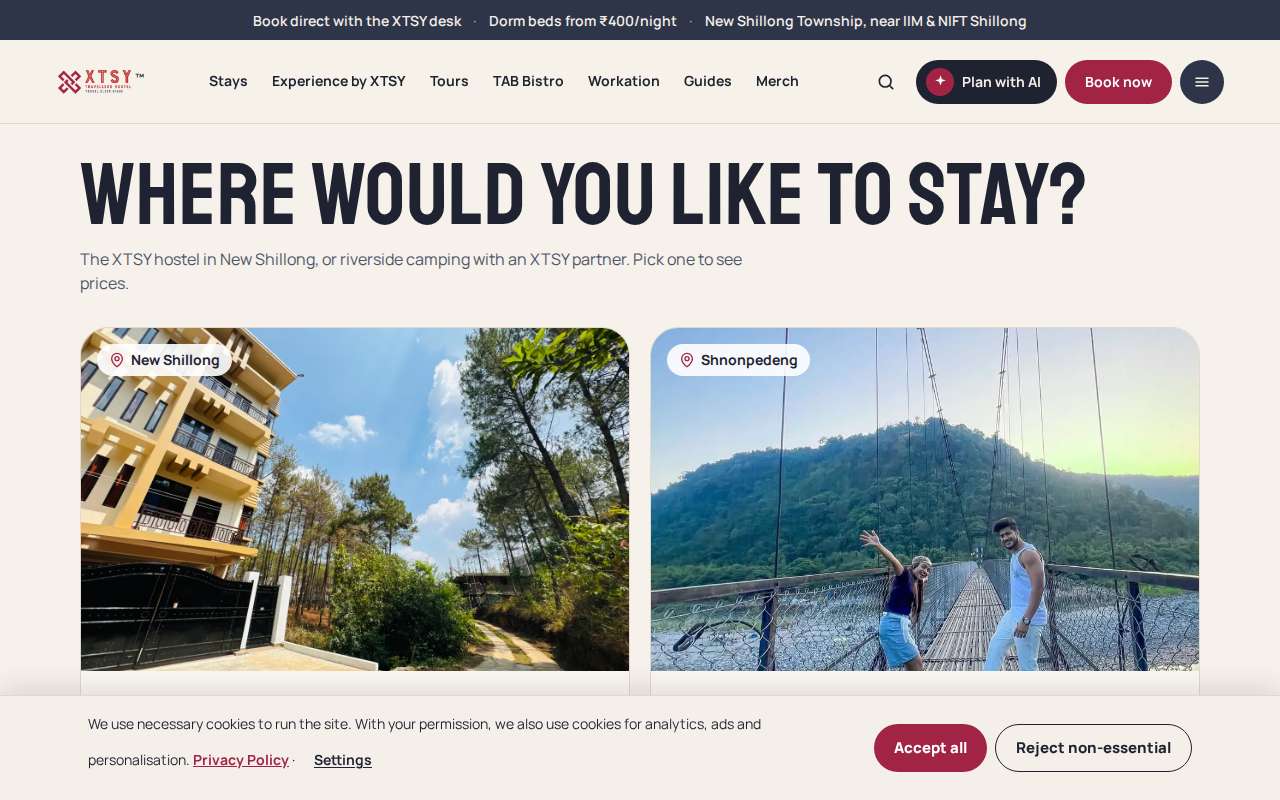 Book direct with the XTSY desk · Dorm beds from ₹400/night · New Shillong Township, near IIM & NIFT Shillong
XTSY ™
TRAVELLER HOSTEL
Stays
Experience by XTSY
Tours
TAB Bistro
Workation
Guides
Merch
Plan with AI
Book now
WHERE WOULD YOU LIKE TO STAY?
The XTSY hostel in New Shillong, or riverside camping with an XTSY partner. Pick one to see
prices.
New Shillong
Shnonpedeng
We use necessary cookies to run the site. With your permission, we also use cookies for analytics, ads and
personalisation. Privacy Policy · Settings
Accept all
Reject non-essential